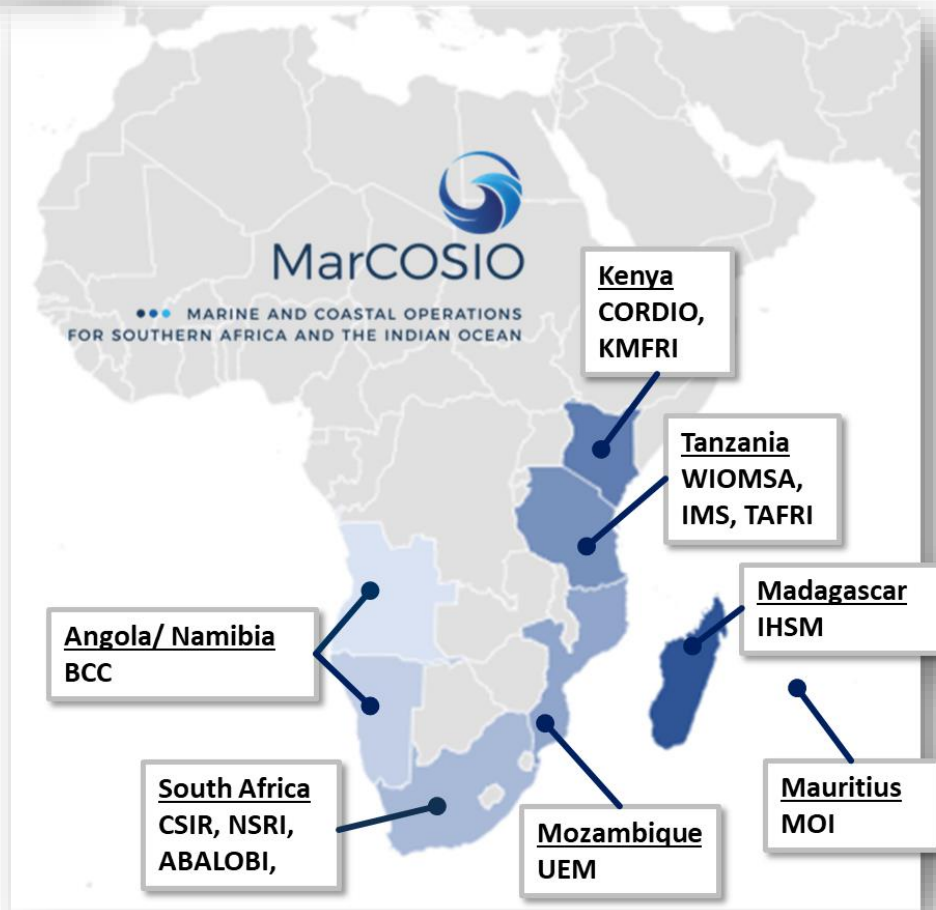 MarCOSIO
••• MARINE AND COASTAL OPERATIONS
FOR SOUTHERN AFRICA AND THE INDIAN OCEAN
Kenya
CORDIO,
KMFRI
Tanzania
WIOMSA,
IMS, TAFRI
Madagascar
IHSM
Angola/ Namibia
BCC
South Africa
CSIR, NSRI,
ABALOBI,
Mozambique
UEM
Mauritius
MOI